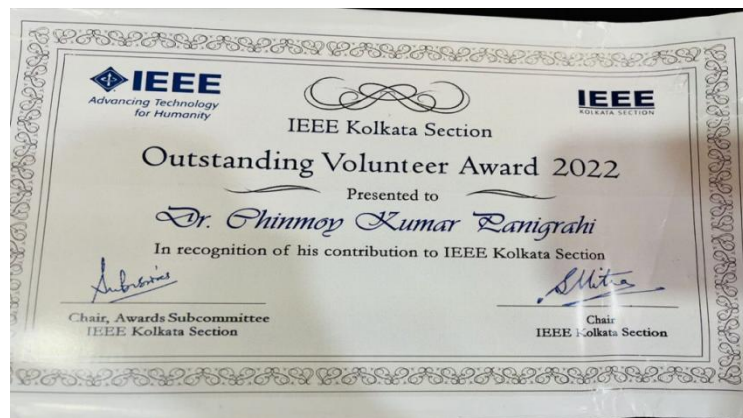 IEEE
Advancing Technology
for Humanity
IEEE
KOLKATA SECTION
IEEE Kolkata Section
Outstanding Volunteer Award 2022
Presented to
Dr. Chinmoy Kumar Panigrahi
In recognition of his contribution to IEEE Kolkata Section
SMitra
Chair, Awards Subcommittee
IEEE Kolkata Section
Chair
IEEE Kolkata Section